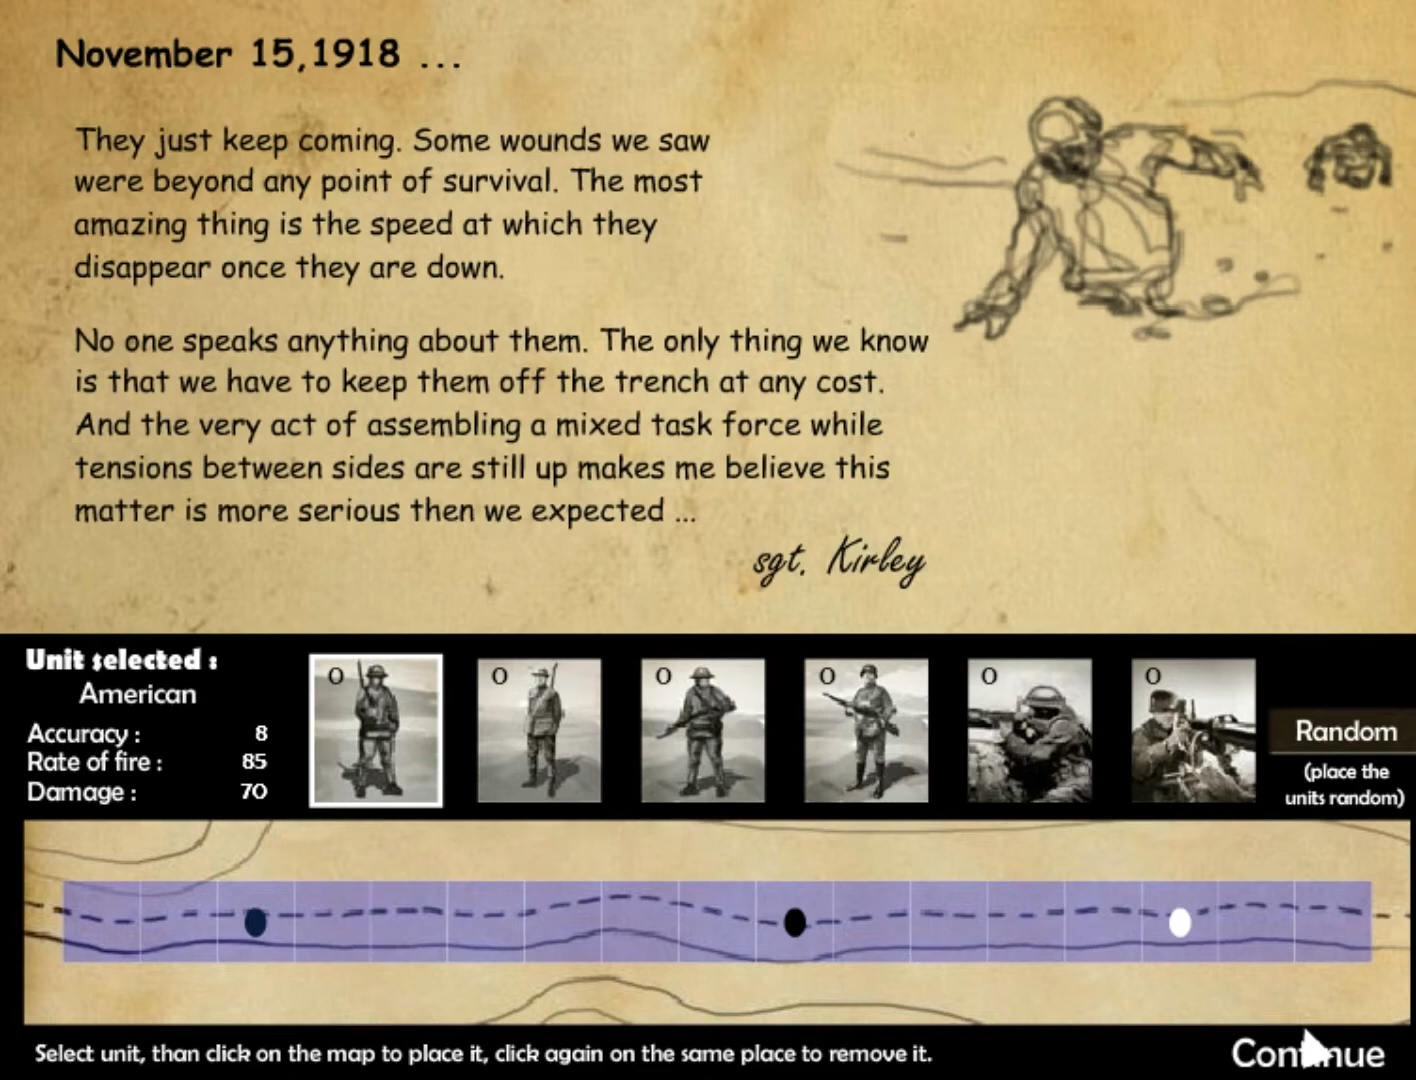 November 15,1918 ...
They just keep coming. Some wounds we saw
were beyond any point of survival. The most
amazing thing is the speed at which they
disappear once they are down.
No one speaks anything about them. The only thing we know
is that we have to keep them off the trench at any cost.
And the very act of assembling a mixed task force while
tensions between sides are still up makes me believe this
matter is more serious then we expected ...
sgt. Kirley
Unit selected :
American
Accuracy : 8
Rate of fire : 85
Damage : 70
0 0 0 0 0 0
Random
(place the
units random)
Select unit, than click on the map to place it, click again on the same place to remove it.
Continue